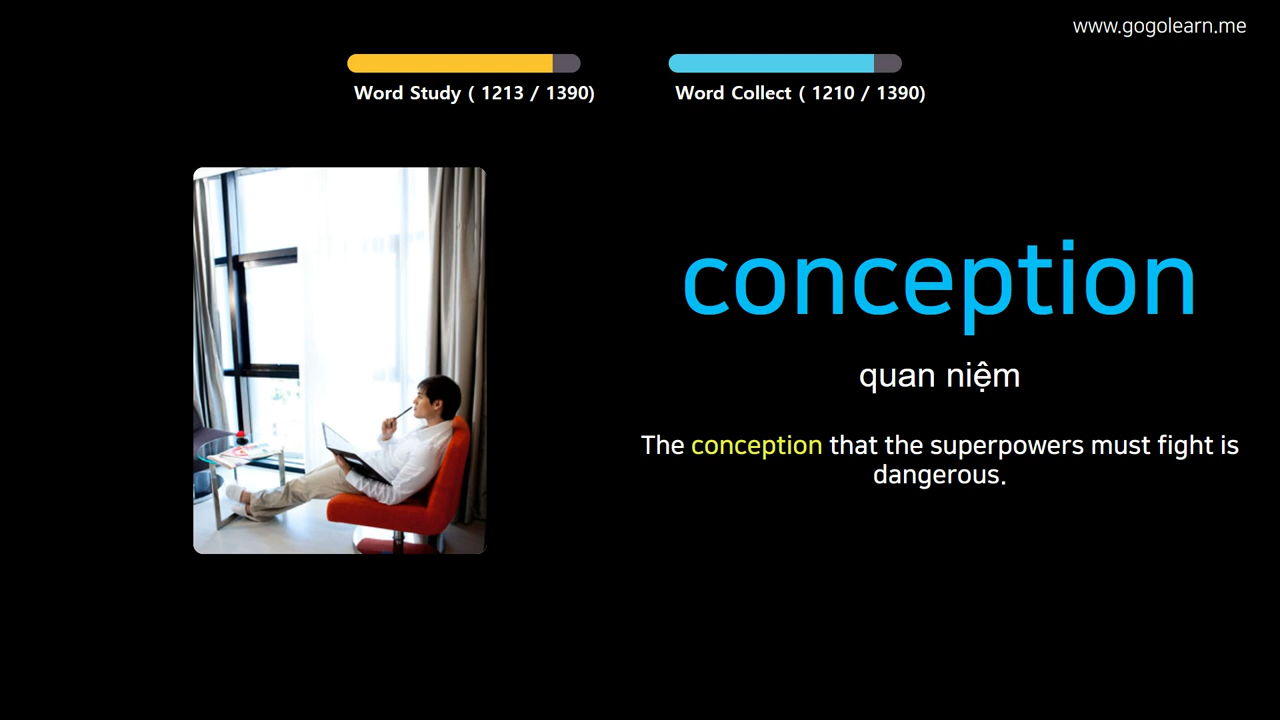 www.gogolearn.me
Word Study ( 1213 / 1390)
Word Collect ( 1210 / 1390)
conception
quan niệm
The conception that the superpowers must fight is
dangerous.